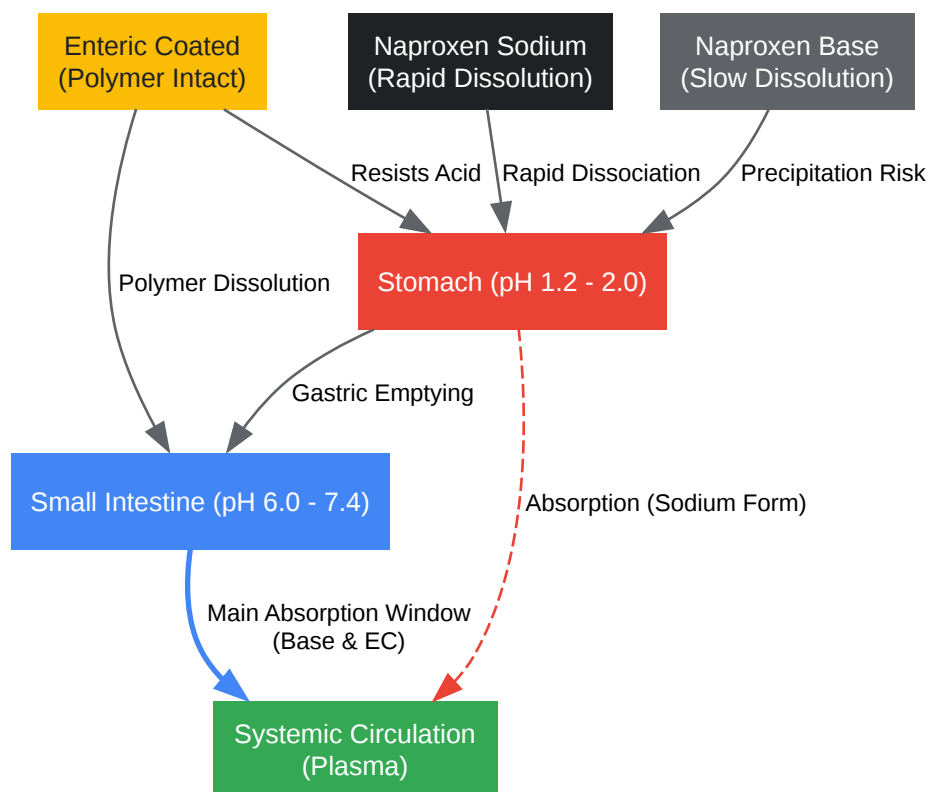 Enteric Coated
(Polymer Intact)
Naproxen Sodium
(Rapid Dissolution)
Naproxen Base
(Slow Dissolution)
Resists Acid
Rapid Dissociation
Precipitation Risk
Stomach (pH 1.2 - 2.0)
Polymer Dissolution
Gastric Emptying
Small Intestine (pH 6.0 - 7.4)
Absorption (Sodium Form)
Main Absorption Window
(Base & EC)
Systemic Circulation
(Plasma)